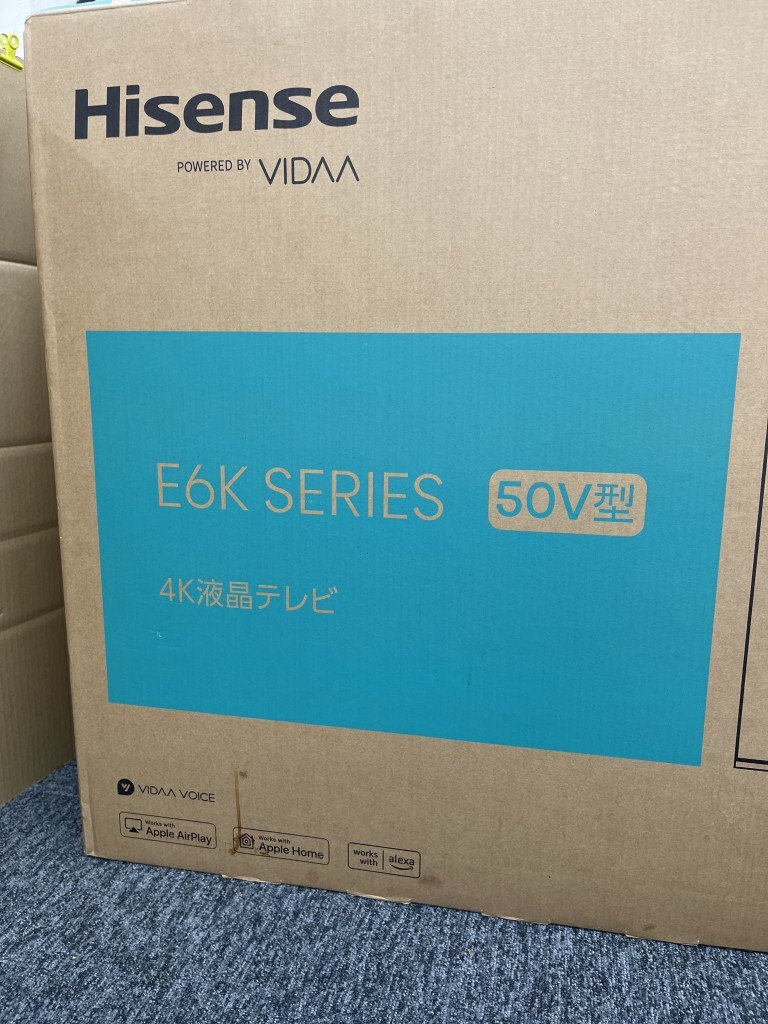 Hisense
POWERED BY VIDAA
E6K SERIES 50V型
4K液晶テレビ
VIDAA VOICE
Works with
Apple AirPlay
works with
Apple Home
works with
alexa